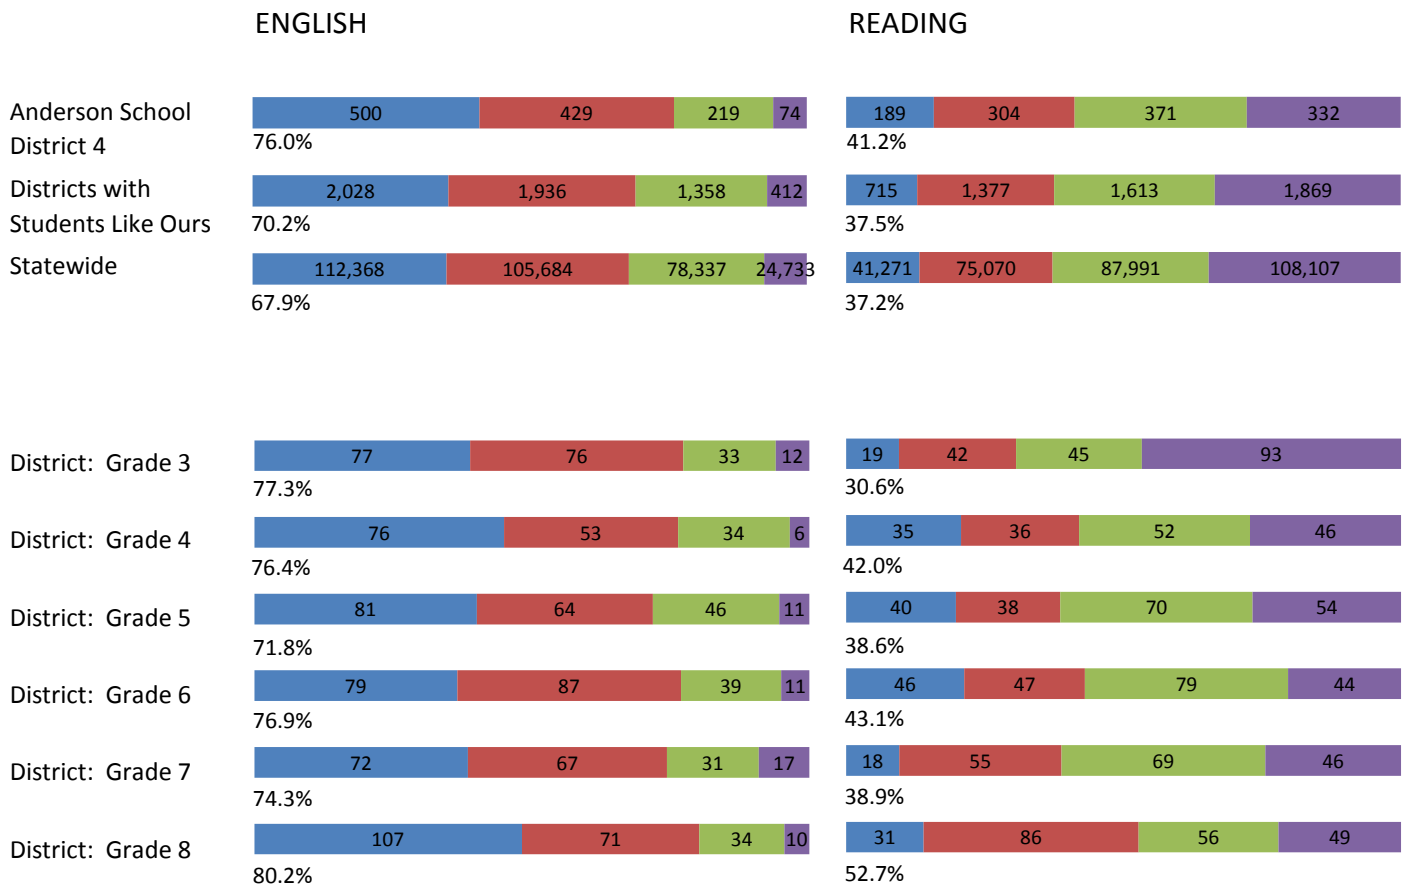 ENGLISH READING
Anderson School
District 4
500 429 219 74
76.0%
189 304 371 332
41.2%
Districts with
Students Like Ours
2,028 1,936 1,358 412
70.2%
715 1,377 1,613 1,869
37.5%
Statewide
112,368 105,684 78,337 24,733
67.9%
41,271 75,070 87,991 108,107
37.2%
District: Grade 3
77 76 33 12
77.3%
19 42 45 93
30.6%
District: Grade 4
76 53 34 6
76.4%
35 36 52 46
42.0%
District: Grade 5
81 64 46 11
71.8%
40 38 70 54
38.6%
District: Grade 6
79 87 39 11
76.9%
46 47 79 44
43.1%
District: Grade 7
72 67 31 17
74.3%
18 55 69 46
38.9%
District: Grade 8
107 71 34 10
80.2%
31 86 56 49
52.7%